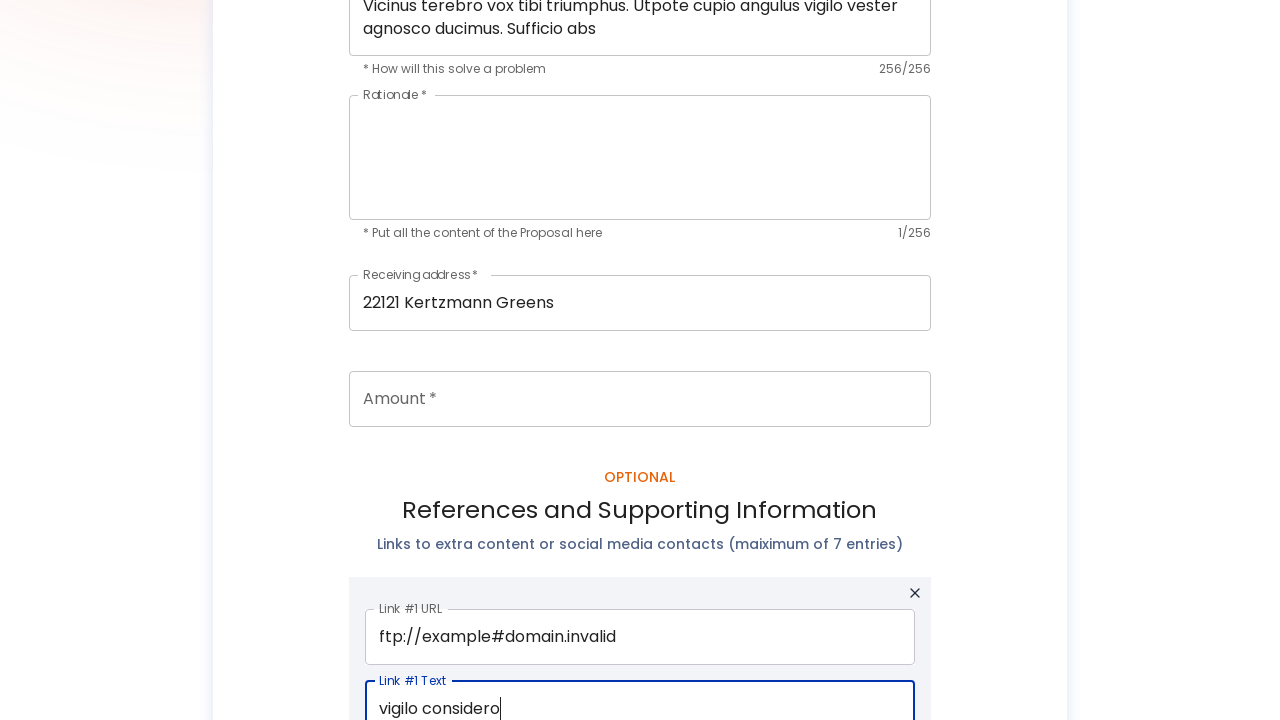 Vicinus terebro vox tibi triumphus. Utpote cupio angulus vigilo vester
agnosco ducimus. Sufficio abs
* How will this solve a problem 256/256
Rationale *
* Put all the content of the Proposal here 1/256
Receiving address *
22121 Kertzmann Greens
Amount *
OPTIONAL
References and Supporting Information
Links to extra content or social media contacts (maiximum of 7 entries)
Link #1 URL
ftp://example#domain.invalid
Link #1 Text
vigilo considero